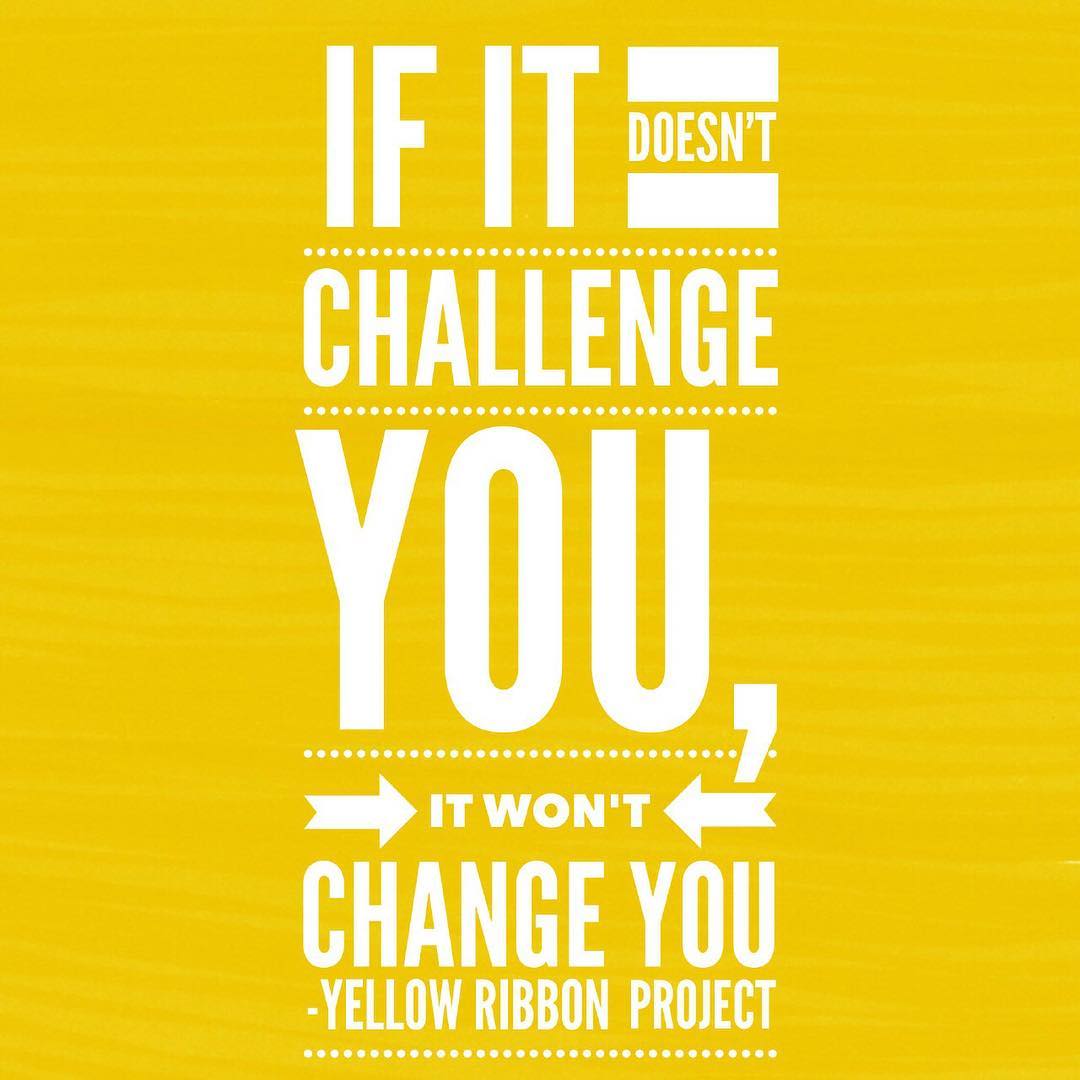 IF IT DOESN'T
CHALLENGE
YOU,
IT WON'T
CHANGE YOU
-YELLOW RIBBON PROJECT